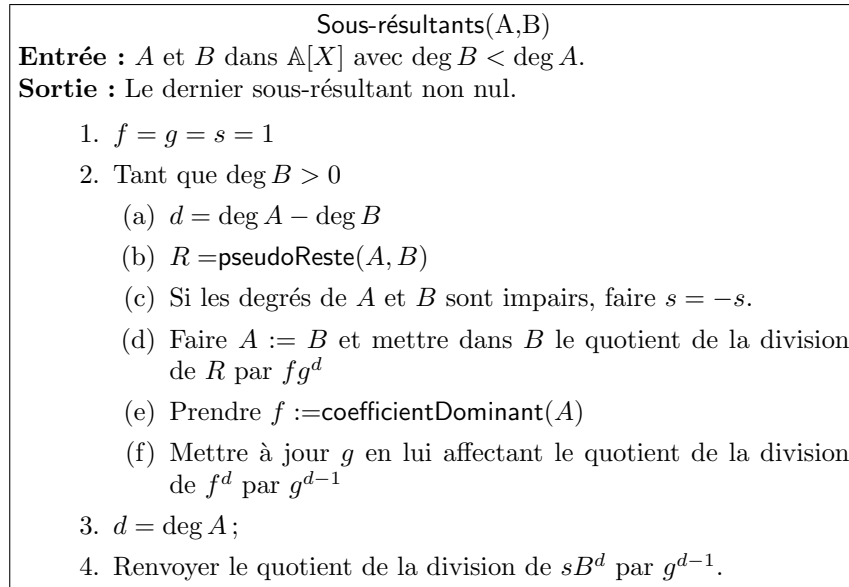 Sous-résultants(A,B)
Entrée : A et B dans 𝔸[X] avec deg B < deg A.
Sortie : Le dernier sous-résultant non nul.
1. f = g = s = 1
2. Tant que deg B > 0
(a) d = deg A − deg B
(b) R =pseudoReste(A, B)
(c) Si les degrés de A et B sont impairs, faire s = −s.
(d) Faire A := B et mettre dans B le quotient de la division
de R par fg^d
(e) Prendre f :=coefficientDominant(A)
(f) Mettre à jour g en lui affectant le quotient de la division
de f^d par g^{d−1}
3. d = deg A ;
4. Renvoyer le quotient de la division de sB^d par g^{d−1}.